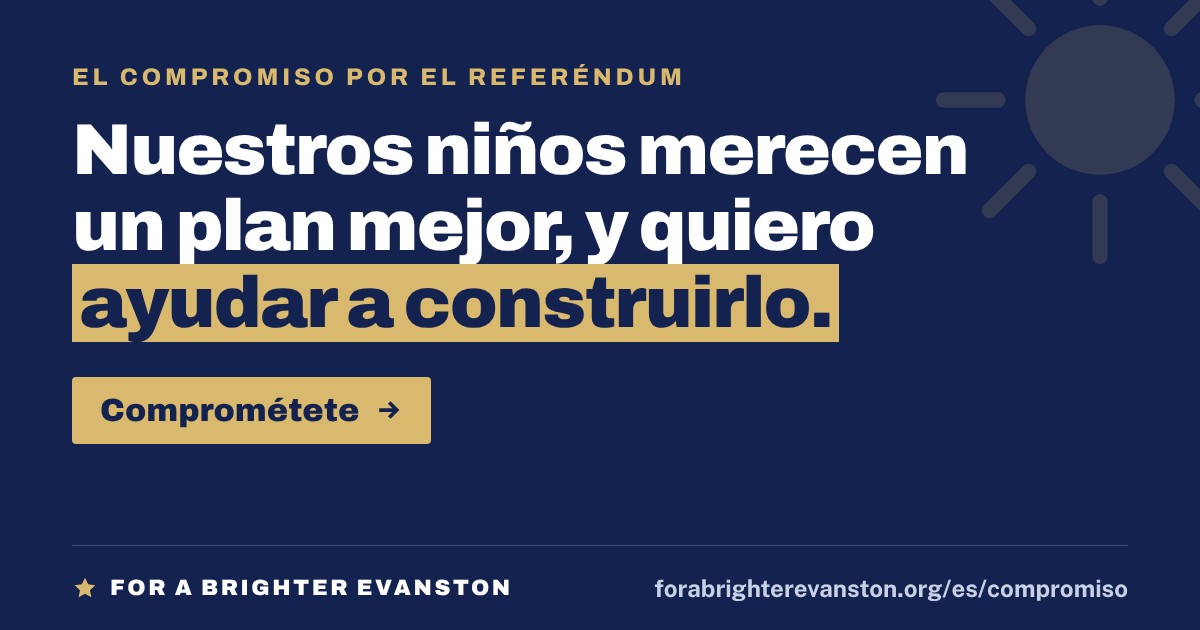 EL COMPROMISO POR EL REFERÉNDUM
Nuestros niños merecen
un plan mejor, y quiero
ayudar a construirlo.
Comprométete →
★ FOR A BRIGHTER EVANSTON
forabrighterevanston.org/es/compromiso